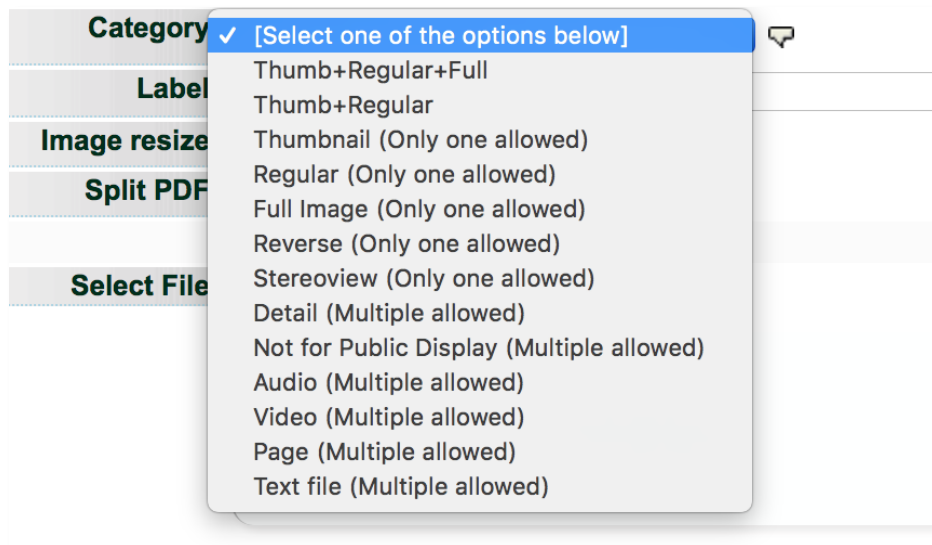 Category
✓ [Select one of the options below]
Thumb+Regular+Full
Label
Thumb+Regular
Image resize
Thumbnail (Only one allowed)
Regular (Only one allowed)
Split PDF
Full Image (Only one allowed)
Reverse (Only one allowed)
Select File
Stereoview (Only one allowed)
Detail (Multiple allowed)
Not for Public Display (Multiple allowed)
Audio (Multiple allowed)
Video (Multiple allowed)
Page (Multiple allowed)
Text file (Multiple allowed)